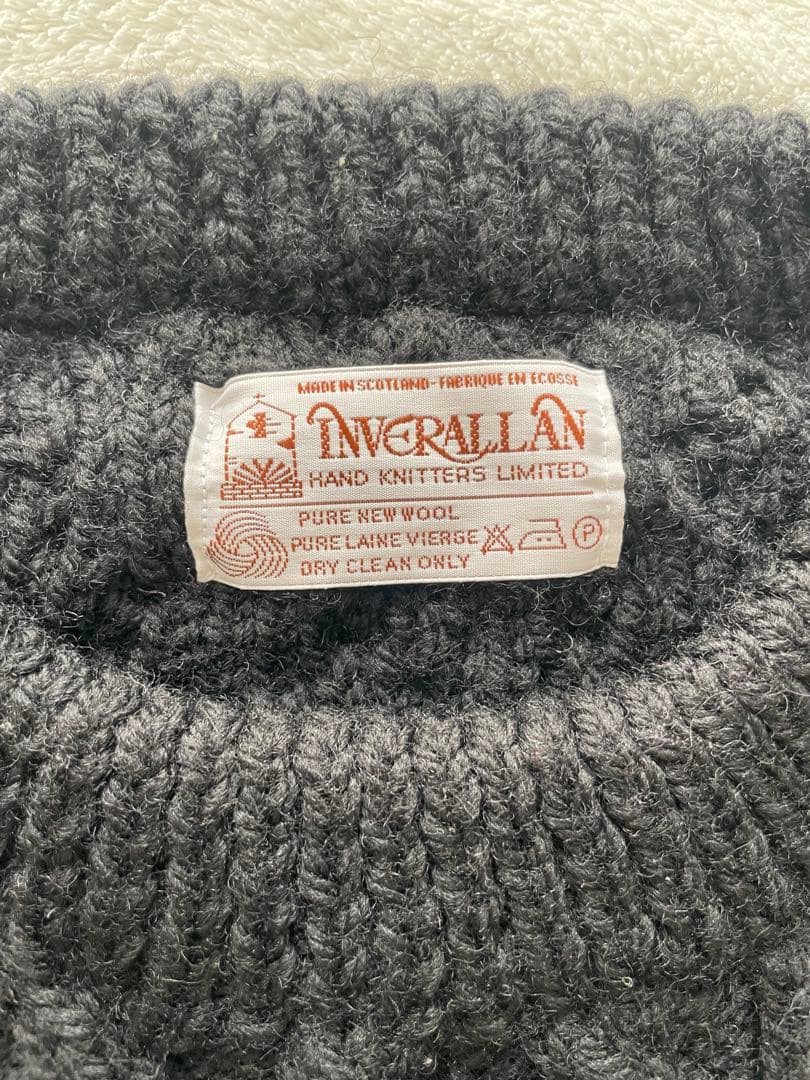 MADE IN SCOTLAND - FABRIQUE EN ECOSSE
INVERALLAN
HAND KNITTERS LIMITED
PURE NEW WOOL
PURE LAINE VIERGE
P
DRY CLEAN ONLY